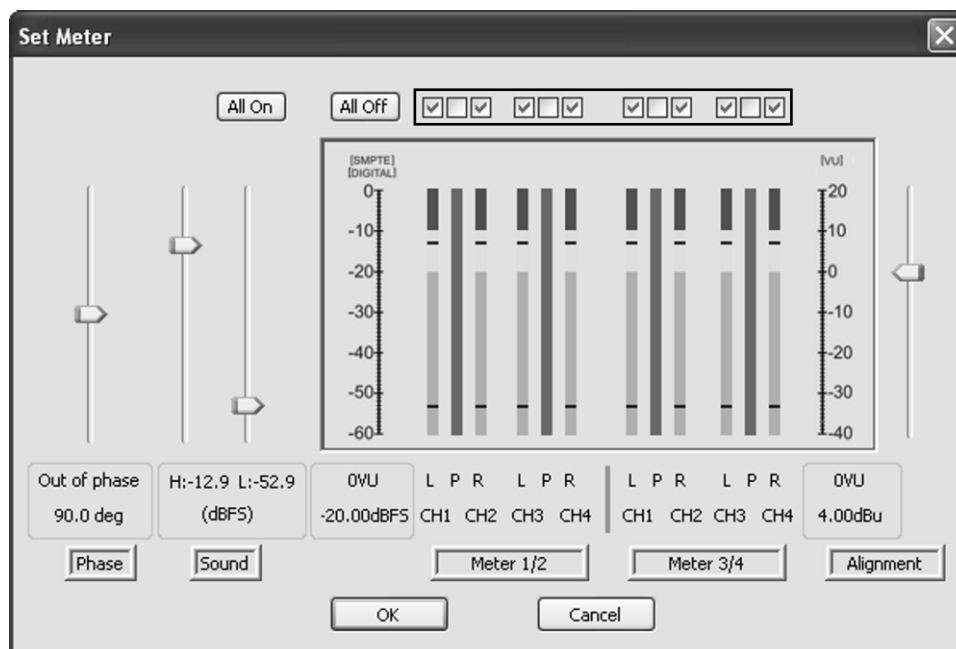 Set Meter
All On All Off
[SMPTE] [VU]
[DIGITAL]
0 20
-10 10
-20 0
-30 -10
-40 -20
-50 -30
-60 -40
Out of phase H:-12.9 L:-52.9 0VU L P R L P R L P R L P R 0VU
90.0 deg (dBFS) -20.00dBFS CH1 CH2 CH3 CH4 CH1 CH2 CH3 CH4 4.00dBu
Phase Sound Meter 1/2 Meter 3/4 Alignment
OK Cancel